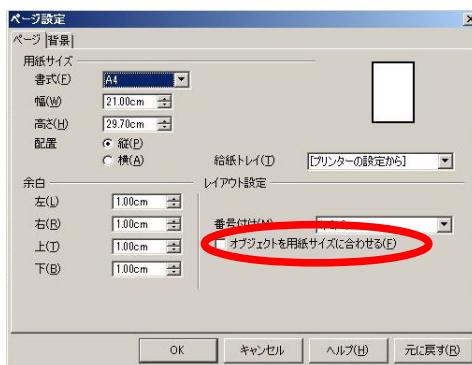 ページ設定
ページ 背景
用紙サイズ
書式(F) A4
幅(W) 21.00cm
高さ(H) 29.70cm
配置 縦(P)
横(A) 給紙トレイ(T) [プリンターの設定から]
余白 レイアウト設定
左(L) 1.00cm
右(R) 1.00cm
オブジェクトを用紙サイズに合わせる(F)
上(T) 1.00cm
下(B) 1.00cm
OK キャンセル ヘルプ(H) 元に戻す(R)